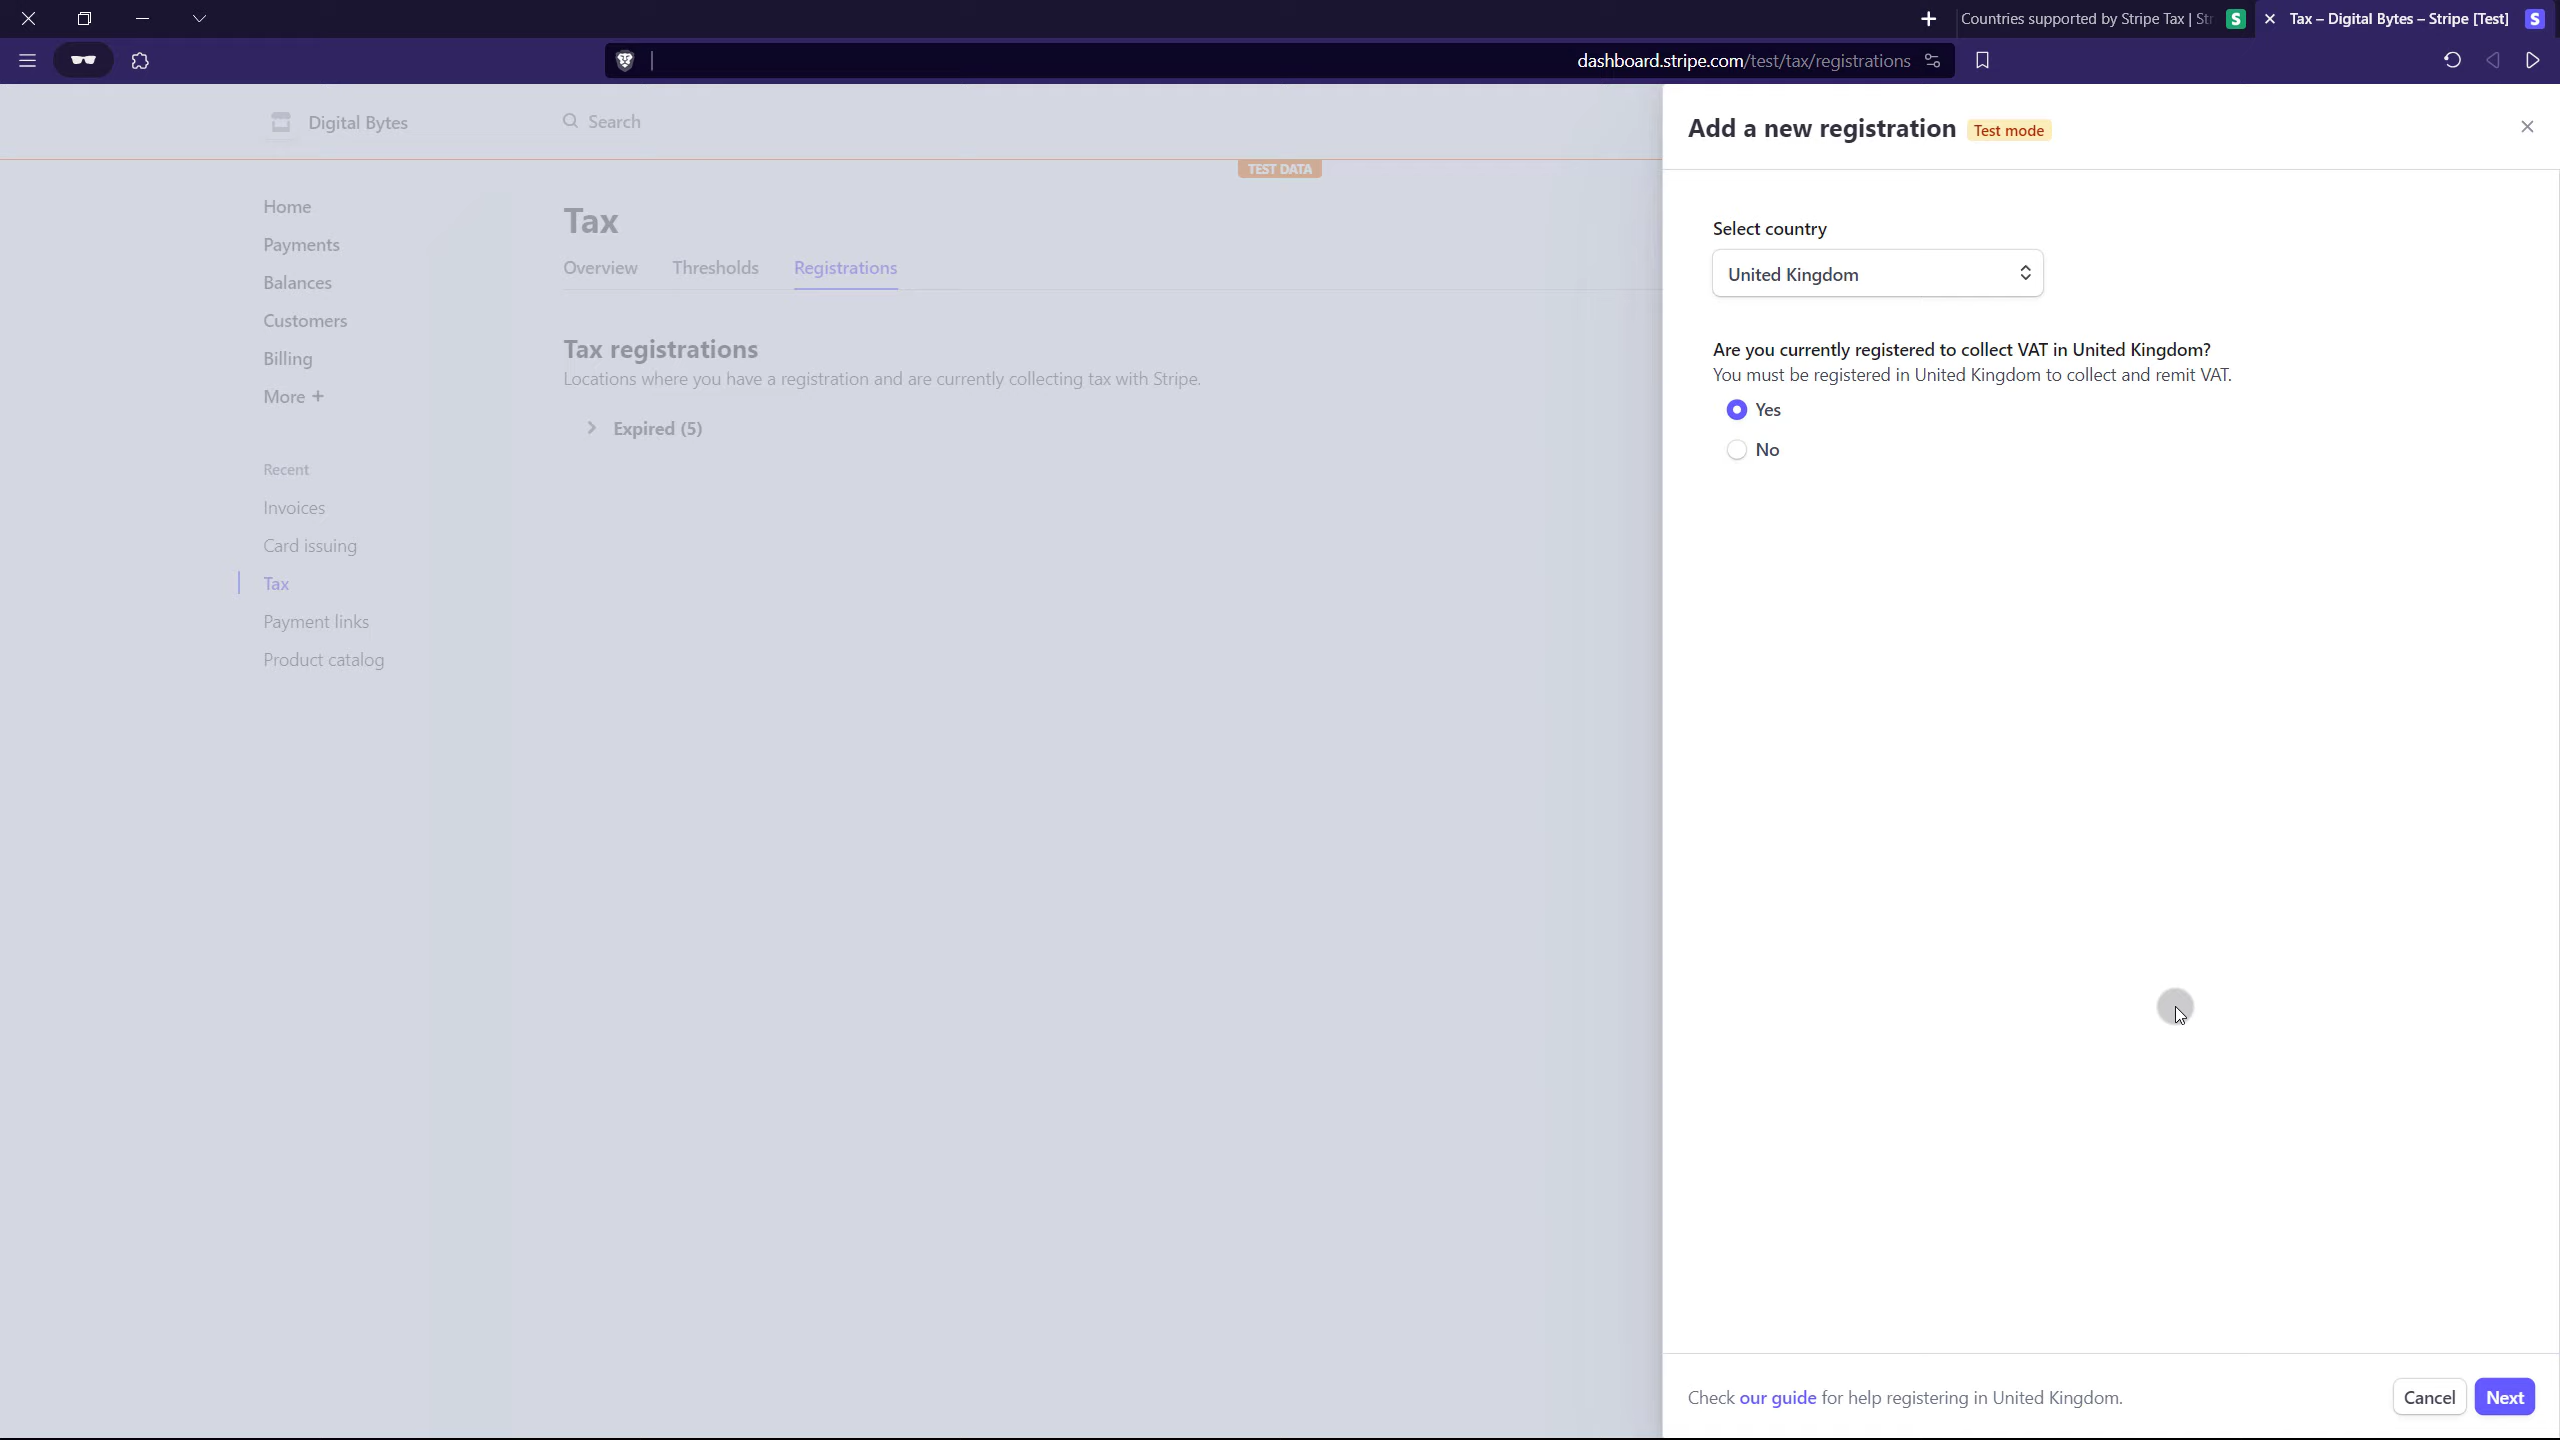 Countries supported by Stripe Tax | St
S
Tax – Digital Bytes – Stripe [Test]
S
dashboard.stripe.com/test/tax/registrations
Digital Bytes
Search
TEST DATA
Home
Payments
Balances
Customers
Billing
More +
Recent
Invoices
Card issuing
Tax
Payment links
Product catalog
Tax
Overview
Thresholds
Registrations
Tax registrations
Locations where you have a registration and are currently collecting tax with Stripe.
Expired (5)
Add a new registration
Test mode
Select country
United Kingdom
Are you currently registered to collect VAT in United Kingdom?
You must be registered in United Kingdom to collect and remit VAT.
Yes
No
Check our guide for help registering in United Kingdom.
Cancel
Next